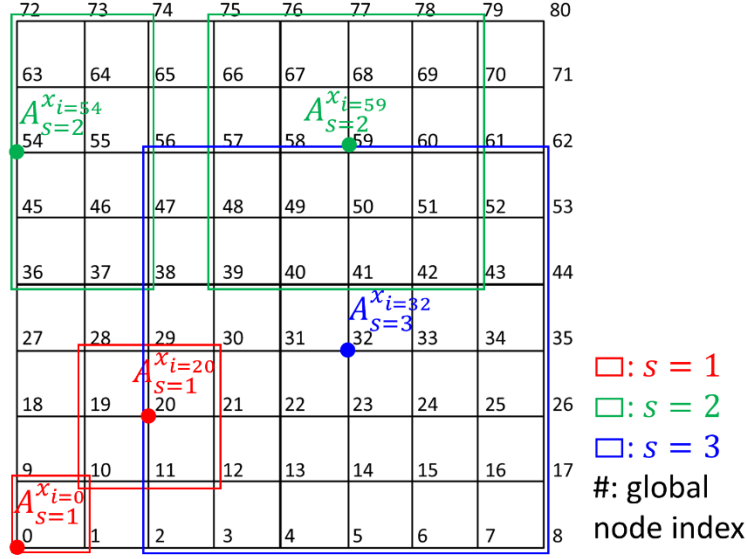 72 73 74 75 76 77 78 79 80
63 64 65 66 67 68 69 70 71
A_{s=2}^{x_{i=54}} A_{s=2}^{x_{i=59}}
54 55 56 57 58 59 60 61 62
45 46 47 48 49 50 51 52 53
36 37 38 39 40 41 42 43 44
A_{s=3}^{x_{i=32}}
27 28 29 30 31 32 33 34 35
A_{s=1}^{x_{i=20}}
18 19 20 21 22 23 24 25 26
9 10 11 12 13 14 15 16 17
A_{s=1}^{x_{i=0}}
0 1 2 3 4 5 6 7 8
: s = 1
: s = 2
: s = 3
#: global
node index